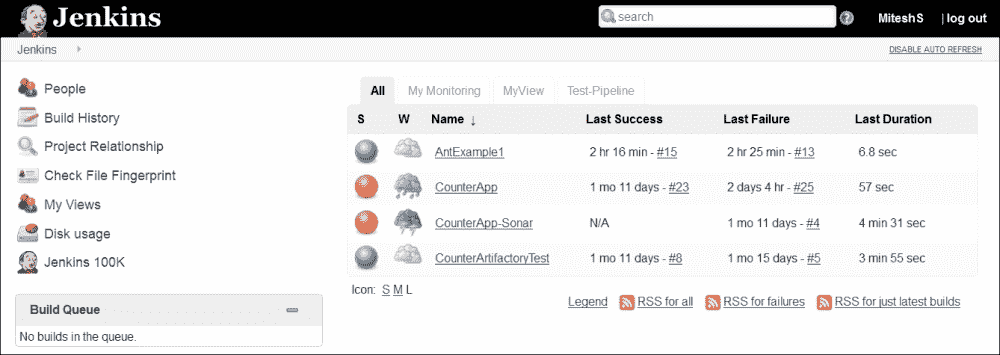 Jenkins
search
MiteshS | log out
Jenkins
DISABLE AUTO REFRESH
People
Build History
Project Relationship
Check File Fingerprint
My Views
Disk usage
Jenkins 100K
Build Queue
No builds in the queue.
All My Monitoring MyView Test-Pipeline
S W Name ↓ Last Success Last Failure Last Duration
AntExample1 2 hr 16 min - #15 2 hr 25 min - #13 6.8 sec
CounterApp 1 mo 11 days - #23 2 days 4 hr - #25 57 sec
CounterApp-Sonar N/A 1 mo 11 days - #4 4 min 31 sec
CounterArtifactoryTest 1 mo 11 days - #8 1 mo 15 days - #5 3 min 55 sec
Icon: S M L
Legend RSS for all RSS for failures RSS for just latest builds